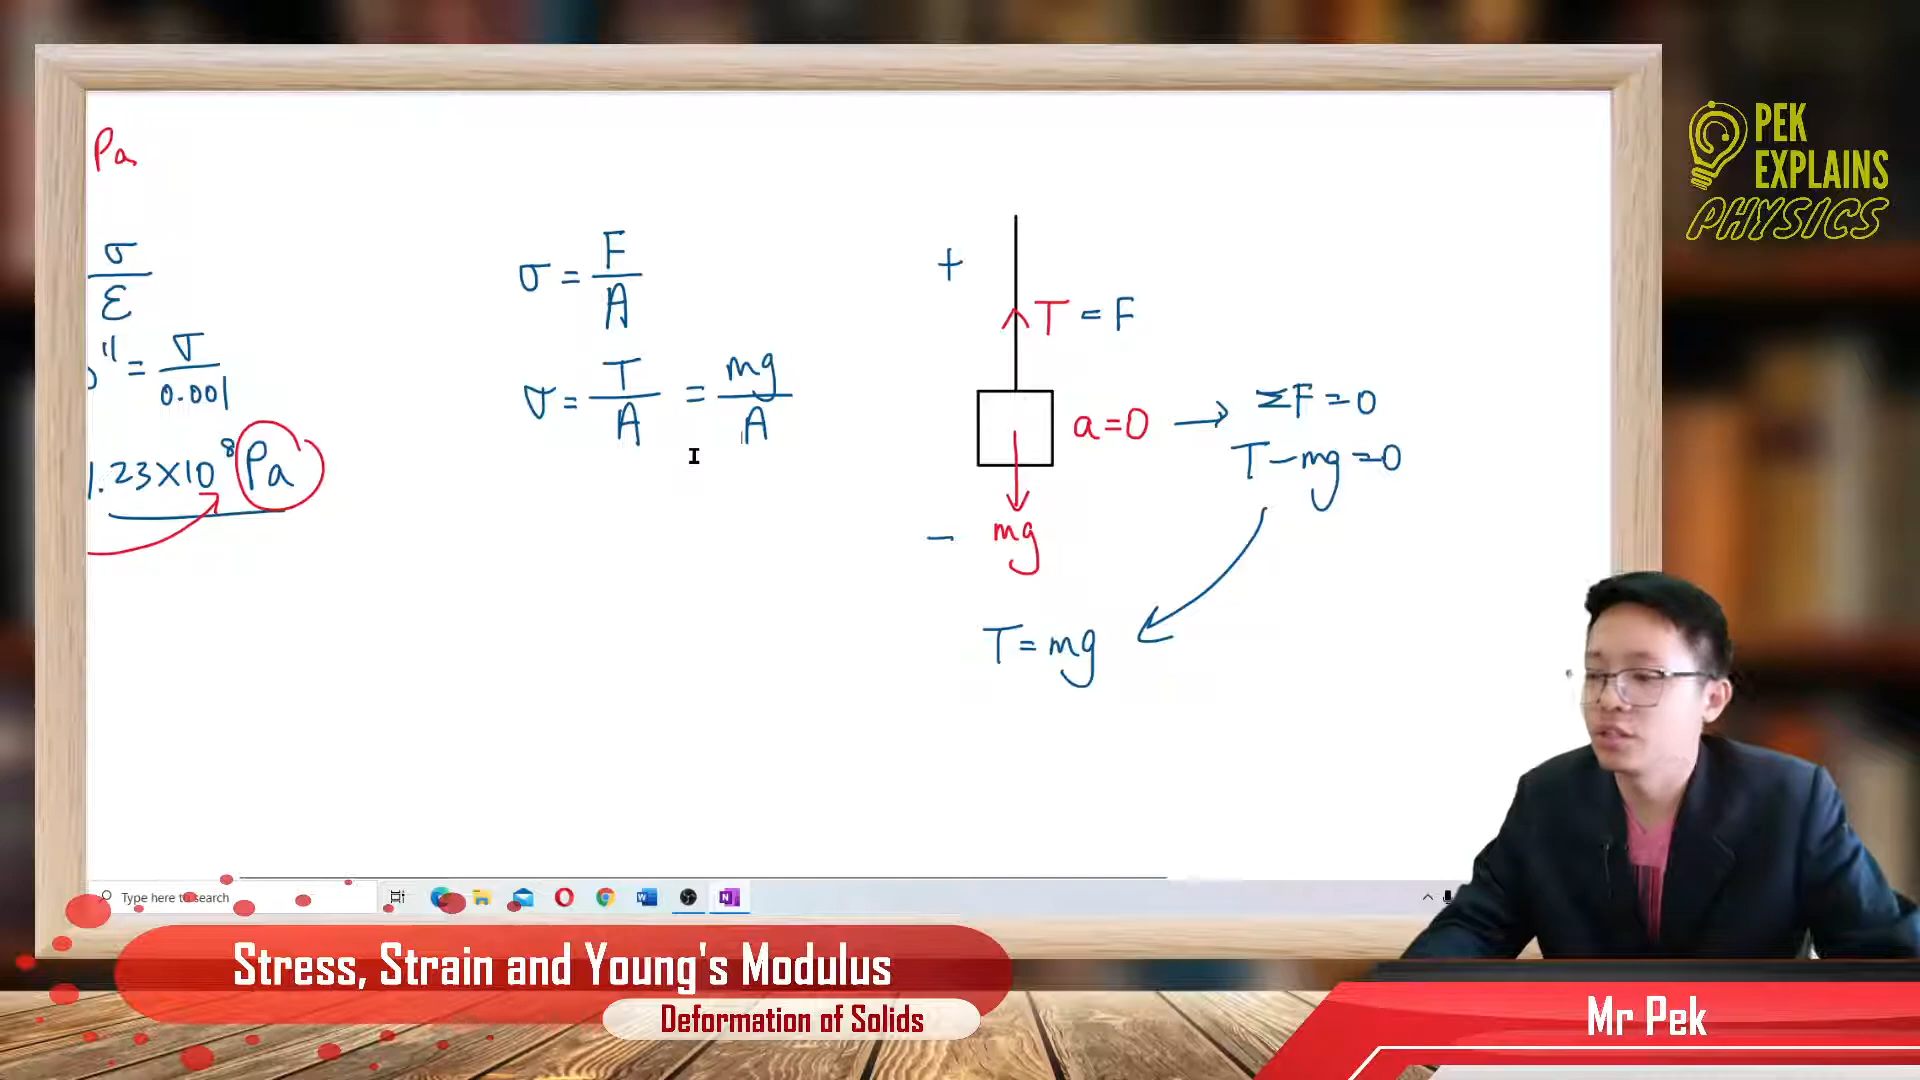 Pa
σ/ε
" = σ/0.001
1.23×10⁸ Pa
σ = F/A
σ = T/A = mg/A
+
T = F
a=0 → ΣF=0
T-mg=0
-
mg
T=mg
PEK
EXPLAINS
PHYSICS
Type here to search
Stress, Strain and Young's Modulus
Deformation of Solids
Mr Pek